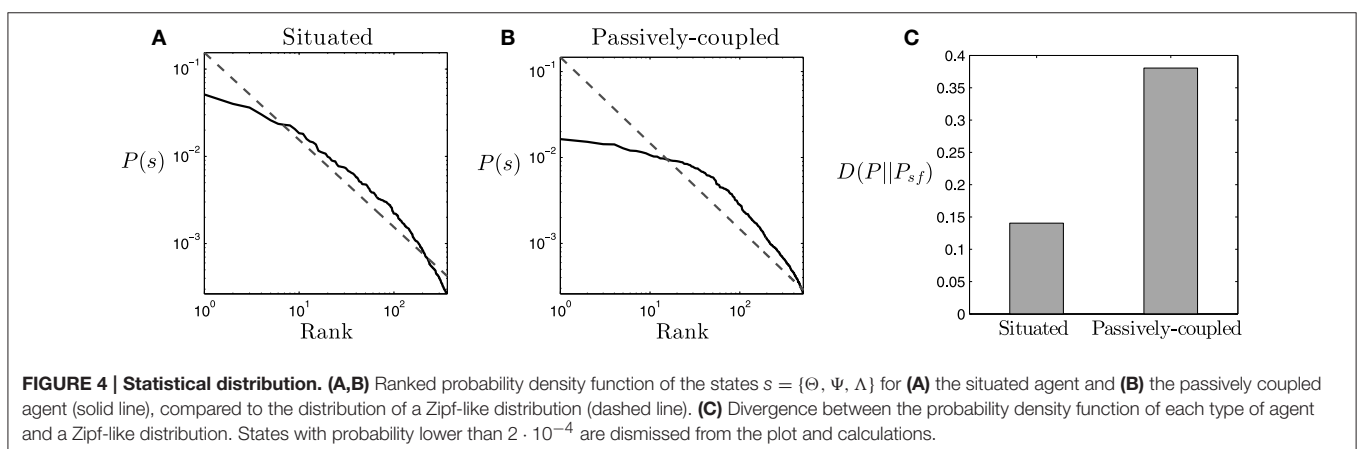 A
Situated
10^{-1}
10^{-2}
10^{-3}
P(s)
10^{0}
10^{1}
10^{2}
Rank
B
Passively-coupled
10^{-1}
10^{-2}
10^{-3}
P(s)
10^{0}
10^{1}
10^{2}
Rank
C
0.4
0.35
0.3
0.25
0.2
0.15
0.1
0.05
0
D(P||P_{sf})
Situated
Passively-coupled
FIGURE 4 | Statistical distribution. (A,B) Ranked probability density function of the states s = {Θ, Ψ, Λ} for (A) the situated agent and (B) the passively coupled
agent (solid line), compared to the distribution of a Zipf-like distribution (dashed line). (C) Divergence between the probability density function of each type of agent
and a Zipf-like distribution. States with probability lower than 2 · 10^{−4} are dismissed from the plot and calculations.